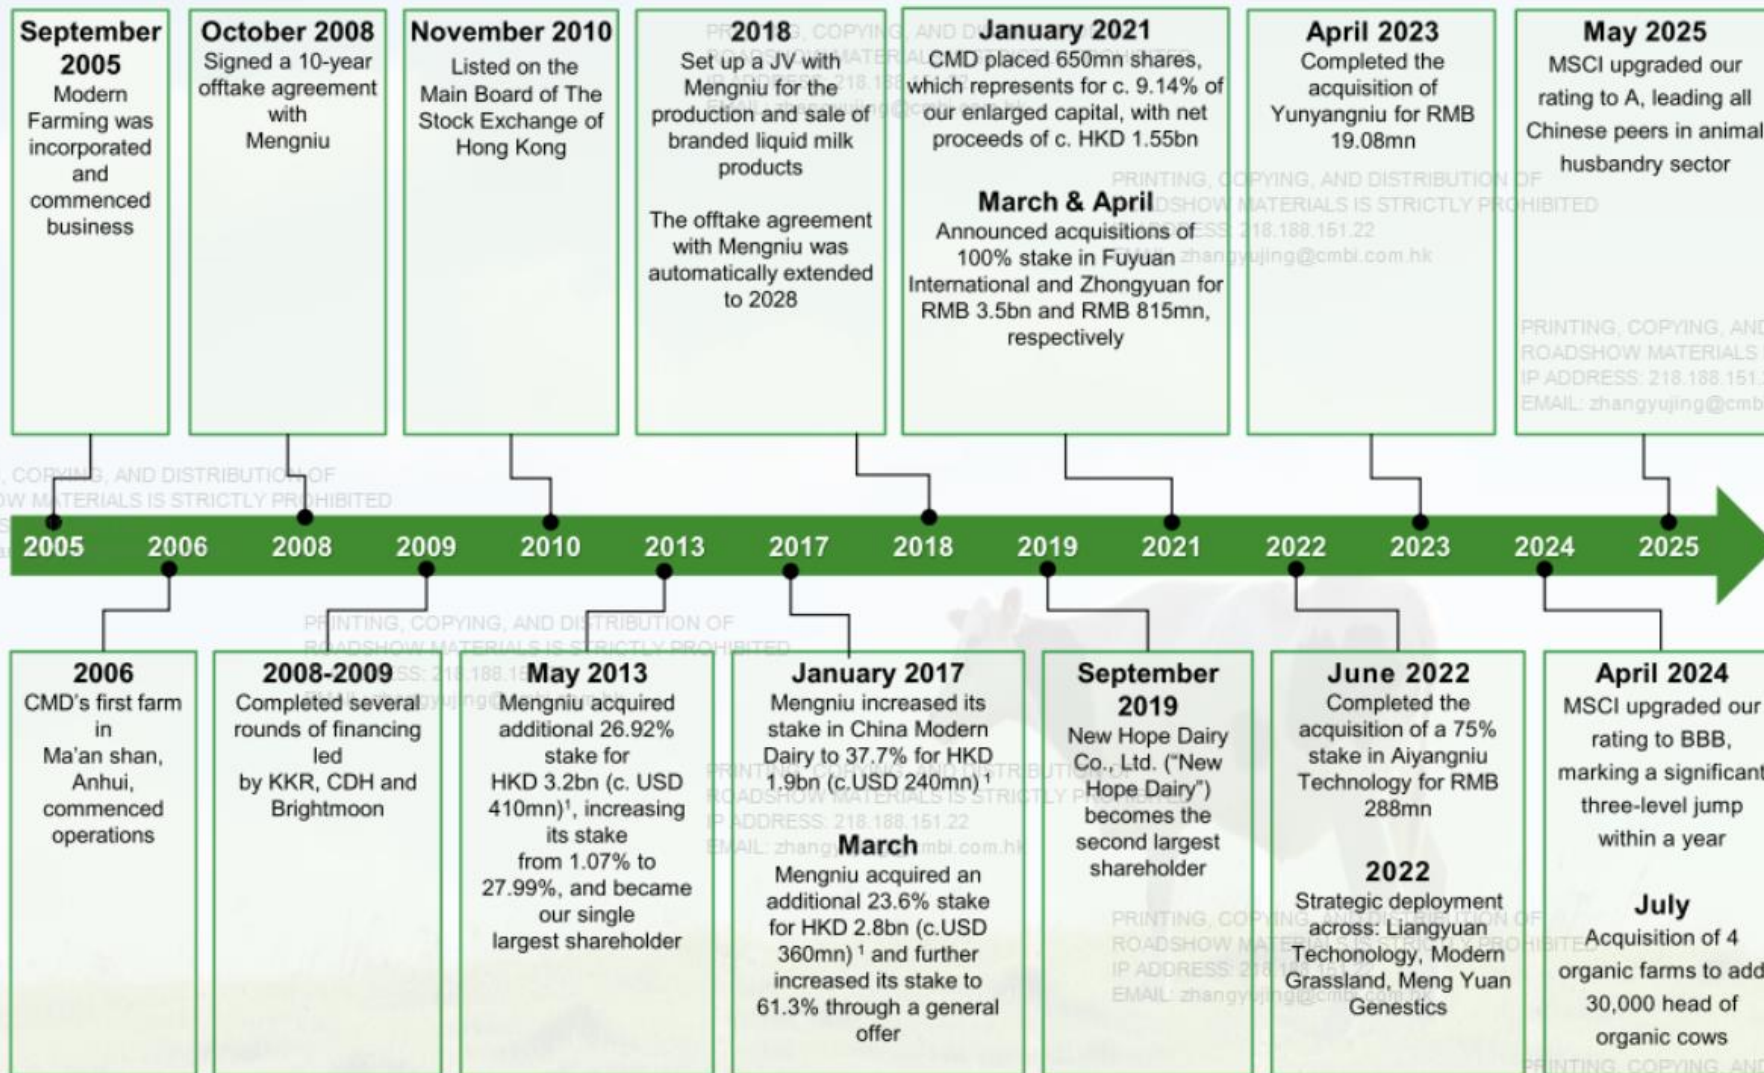 September
2005
Modern
Farming was
incorporated
and
commenced
business
October 2008
Signed a 10-year
offtake agreement
with
Mengniu
November 2010
Listed on the
Main Board of The
Stock Exchange of
Hong Kong
2018
Set up a JV with
Mengniu for the
production and sale of
branded liquid milk
products
The offtake agreement
with Mengniu was
automatically extended
to 2028
January 2021
CMD placed 650mn shares,
which represents for c. 9.14% of
our enlarged capital, with net
proceeds of c. HKD 1.55bn
March & April
Announced acquisitions of
100% stake in Fuyuan
International and Zhongyuan for
RMB 3.5bn and RMB 815mn,
respectively
April 2023
Completed the
acquisition of
Yunyangniu for RMB
19.08mn
May 2025
MSCI upgraded our
rating to A, leading all
Chinese peers in animal
husbandry sector
PRINTING, COPYING, AND DISTRIBUTION OF
ROADSHOW MATERIALS IS STRICTLY PROHIBITED
IP ADDRESS: 218.188.151.22
EMAIL: zhangyujing@cmbi.com.hk
2005 2006 2008 2009 2010 2013 2017 2018 2019 2021 2022 2023 2024 2025
2006
CMD's first farm
in
Ma'an shan,
Anhui,
commenced
operations
2008-2009
Completed several
rounds of financing
led
by KKR, CDH and
Brightmoon
May 2013
Mengniu acquired
additional 26.92%
stake for
HKD 3.2bn (c. USD
410mn)¹, increasing
its stake
from 1.07% to
27.99%, and became
our single
largest shareholder
January 2017
Mengniu increased its
stake in China Modern
Dairy to 37.7% for HKD
1.9bn (c.USD 240mn) ¹
March
Mengniu acquired an
additional 23.6% stake
for HKD 2.8bn (c.USD
360mn) ¹ and further
increased its stake to
61.3% through a general
offer
September
2019
New Hope Dairy
Co., Ltd. ("New
Hope Dairy")
becomes the
second largest
shareholder
June 2022
Completed the
acquisition of a 75%
stake in Aiyangniu
Technology for RMB
288mn
2022
Strategic deployment
across: Liangyuan
Techonology, Modern
Grassland, Meng Yuan
Genestics
April 2024
MSCI upgraded our
rating to BBB,
marking a significant
three-level jump
within a year
July
Acquisition of 4
organic farms to add
30,000 head of
organic cows